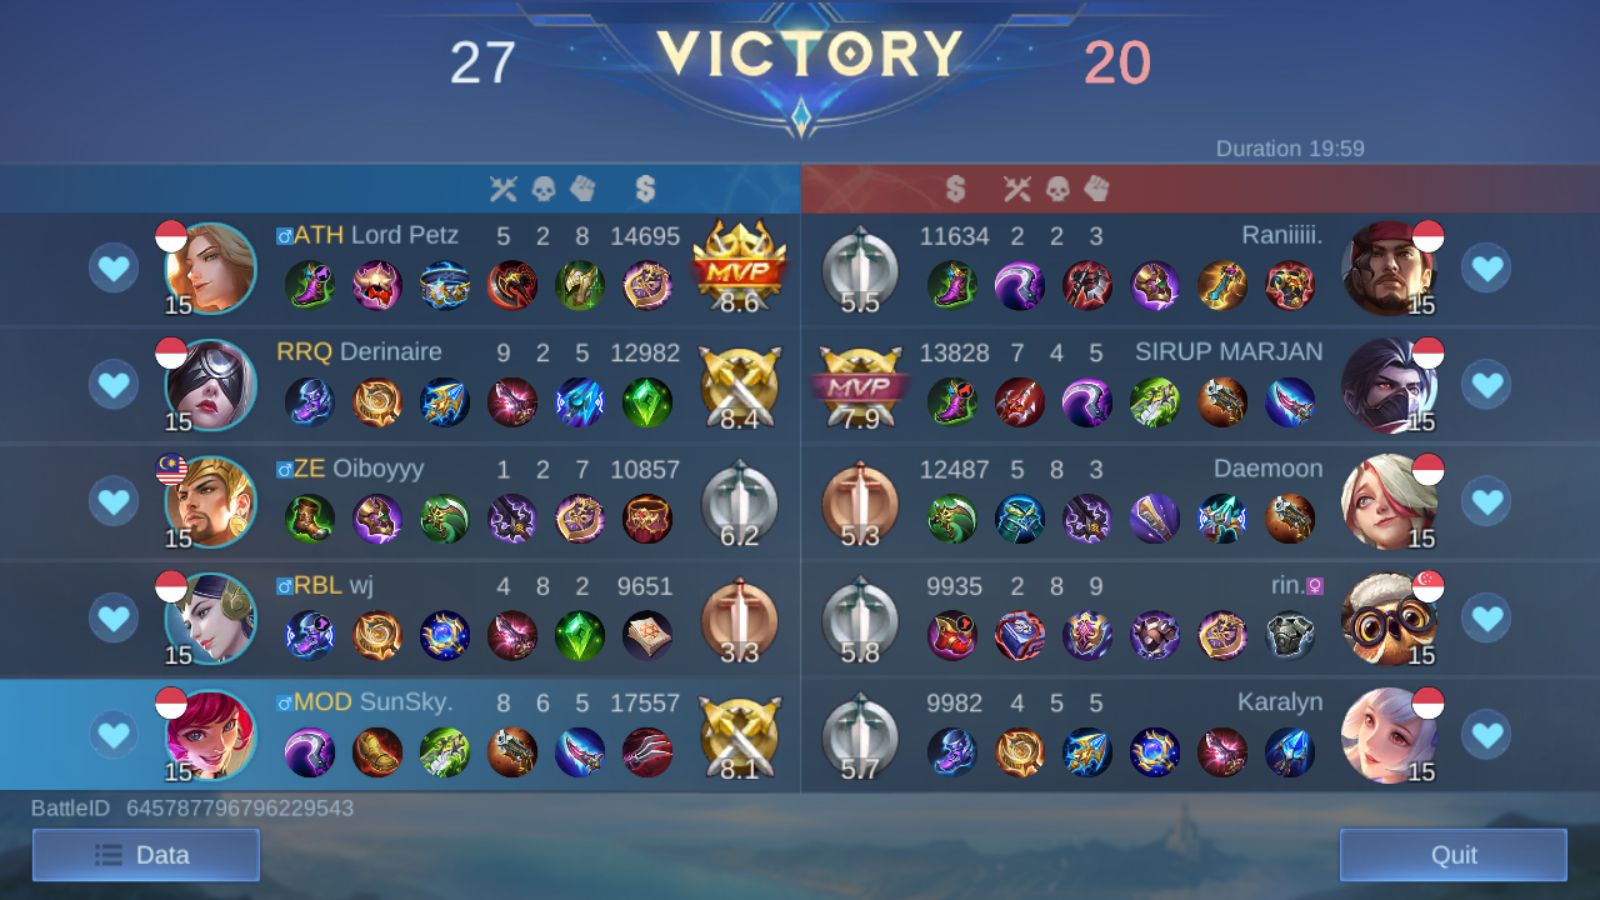 27 VICTORY 20
Duration 19:59
ATH Lord Petz 5 2 8 14695 MVP 8.6 15
5.5 11634 2 2 3 Raniiiii. 15
RRQ Derinaire 9 2 5 12982 8.4 15
MVP 7.9 13828 7 4 5 SIRUP MARJAN 15
ZE Oiboyyy 1 2 7 10857 6.2 15
5.3 12487 5 8 3 Daemoon 15
RBL wj 4 8 2 9651 3.3 15
5.8 9935 2 8 9 rin. 15
MOD SunSky. 8 6 5 17557 8.1 15
5.7 9982 4 5 5 Karalyn 15
BattleID 645787796796229543
Data
Quit